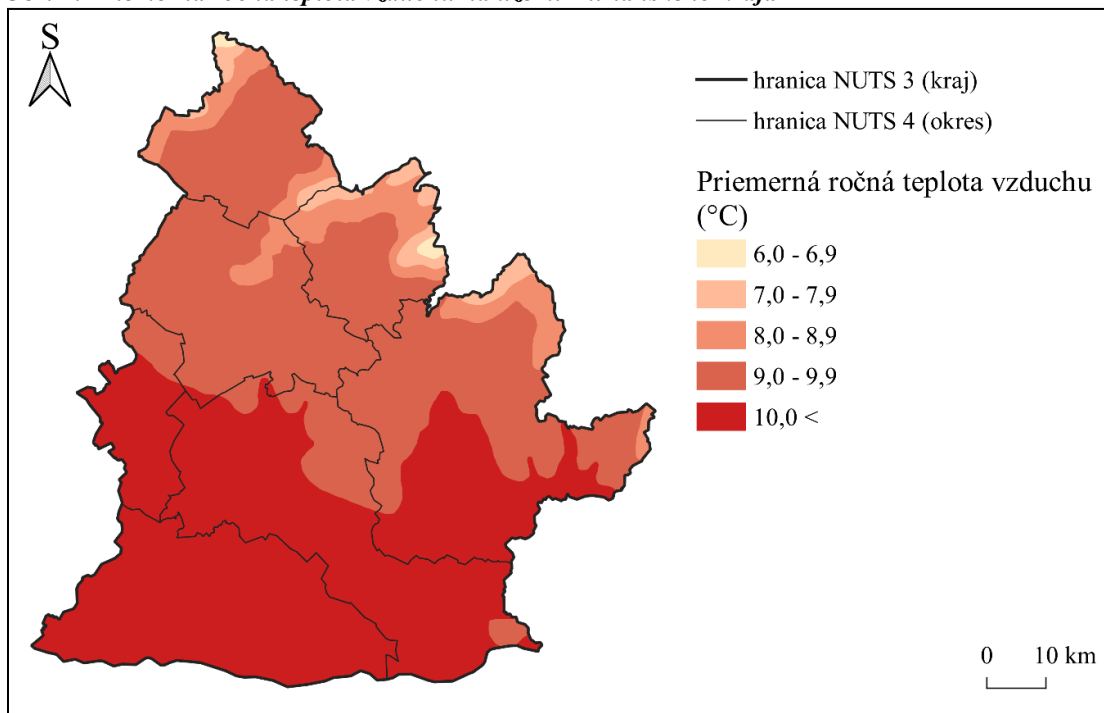 S
hranica NUTS 3 (kraj)
hranica NUTS 4 (okres)
Priemerná ročná teplota vzduchu
(°C)
6,0 - 6,9
7,0 - 7,9
8,0 - 8,9
9,0 - 9,9
10,0 <
0 10 km